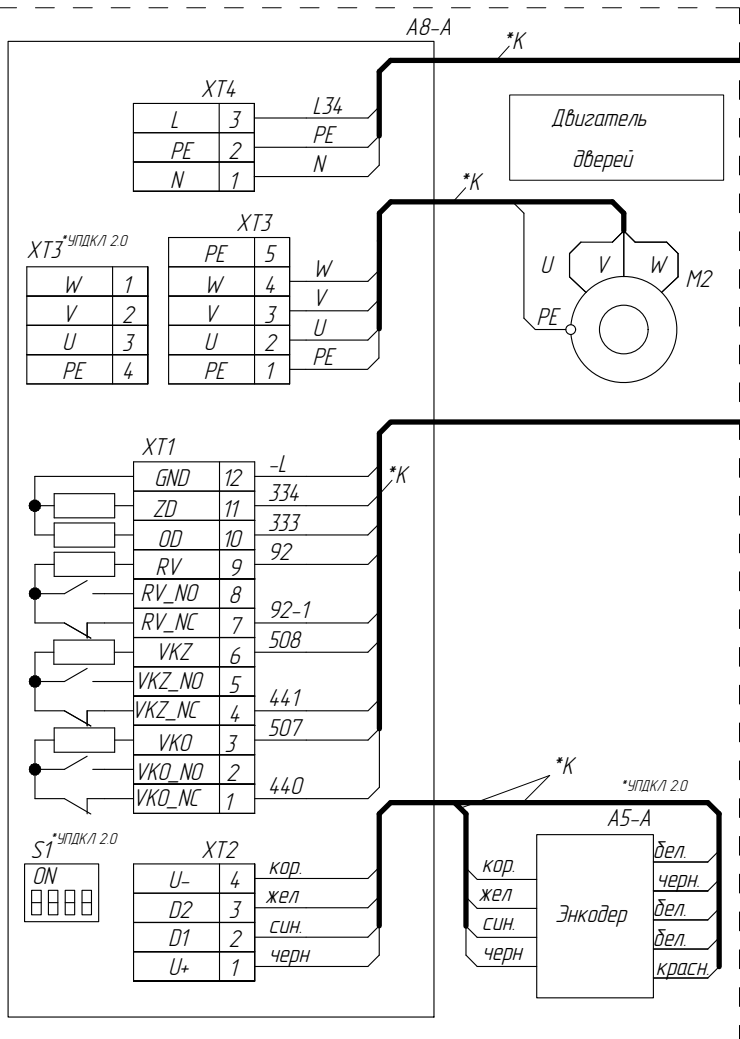 A8-A
*К
XT4
L 3 L34
PE 2 PE
N 1 N
Двигатель
дверей
*К
XT3 *УПДКЛ 2.0
W 1
V 2
U 3
PE 4
XT3
PE 5
W 4 W
V 3 V
U 2 U
PE 1 PE
U V W M2
PE
XT1
GND 12 -L
ZD 11 334
OD 10 333
RV 9 92
RV_NO 8
RV_NC 7 92-1
VKZ 6 508
VKZ_NO 5
VKZ_NC 4 441
VKO 3 507
VKO_NO 2
VKO_NC 1 440
*К
*К
*УПДКЛ 2.0
S1 *УПДКЛ 2.0
ON
XT2
U- 4 кор.
D2 3 жел
D1 2 син.
U+ 1 черн
A5-A
Энкодер
кор.
жел
син.
черн
бел.
черн.
бел.
бел.
красн.